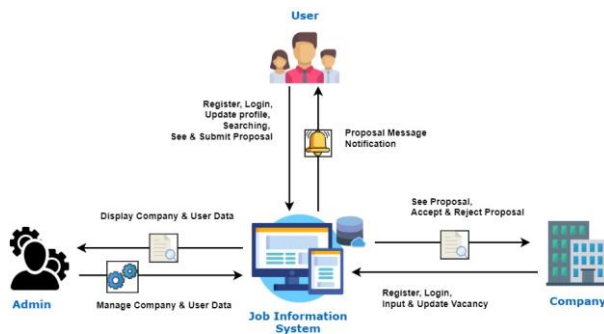 User
Register, Login,
Update profile,
Searching,
See & Submit Proposal
Proposal Message
Notification
See Proposal,
Accept & Reject Proposal
Display Company & User Data
Admin
Manage Company & User Data
Job Information
System
Register, Login,
Input & Update Vacancy
Company